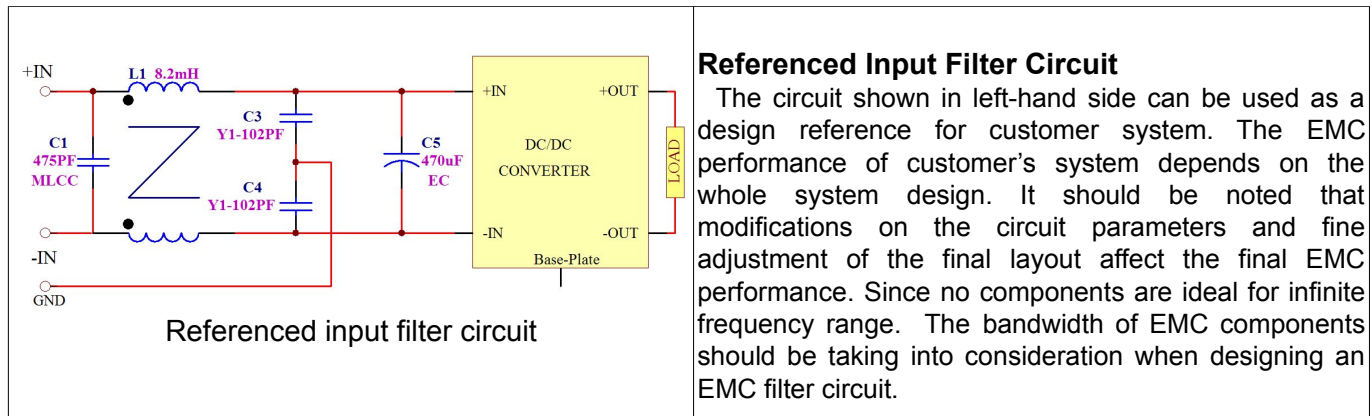 +IN
L1 8.2mH
C1
475PF
MLCC
C3
Y1-102PF
C4
Y1-102PF
C5
470uF
EC
-IN
GND
+IN
+OUT
DC/DC
CONVERTER
-IN
-OUT
Base-Plate
LOAD
Referenced input filter circuit
Referenced Input Filter Circuit
The circuit shown in left-hand side can be used as a
design reference for customer system. The EMC
performance of customer's system depends on the
whole system design. It should be noted that
modifications on the circuit parameters and fine
adjustment of the final layout affect the final EMC
performance. Since no components are ideal for infinite
frequency range. The bandwidth of EMC components
should be taking into consideration when designing an
EMC filter circuit.